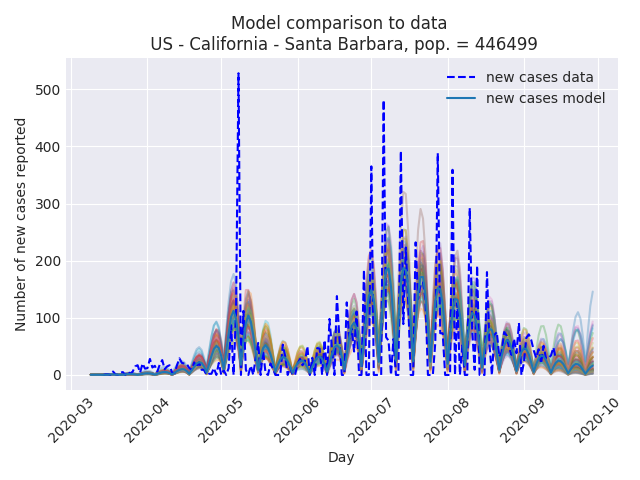 Model comparison to data
US - California - Santa Barbara, pop. = 446499
new cases data
new cases model
Number of new cases reported
500
400
300
200
100
0
2020-03
2020-04
2020-05
2020-06
2020-07
2020-08
2020-09
2020-10
Day